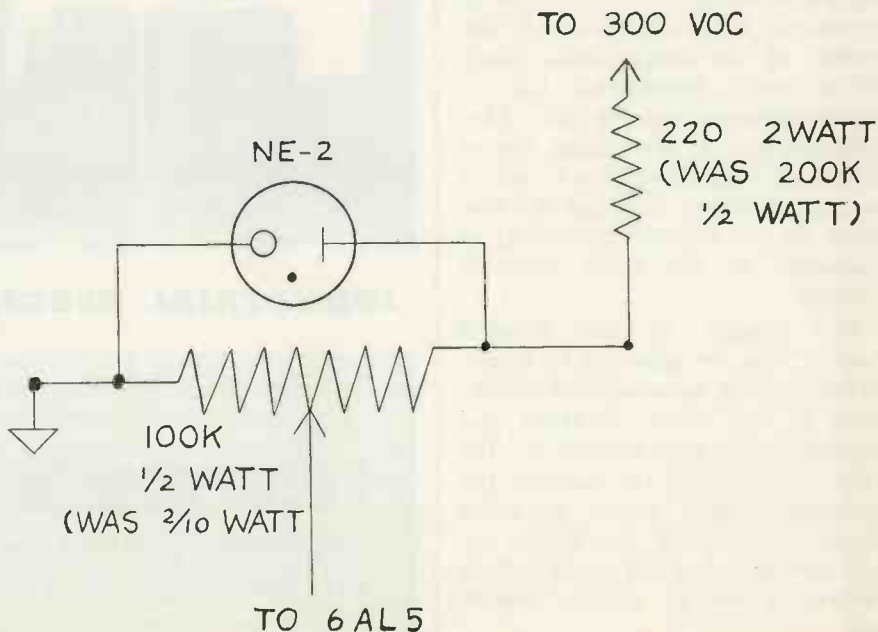 TO 300 VOC
220 2WATT
(WAS 200K
1/2 WATT)
NE-2
100K
1/2 WATT
(WAS 2/10 WATT
TO 6AL5